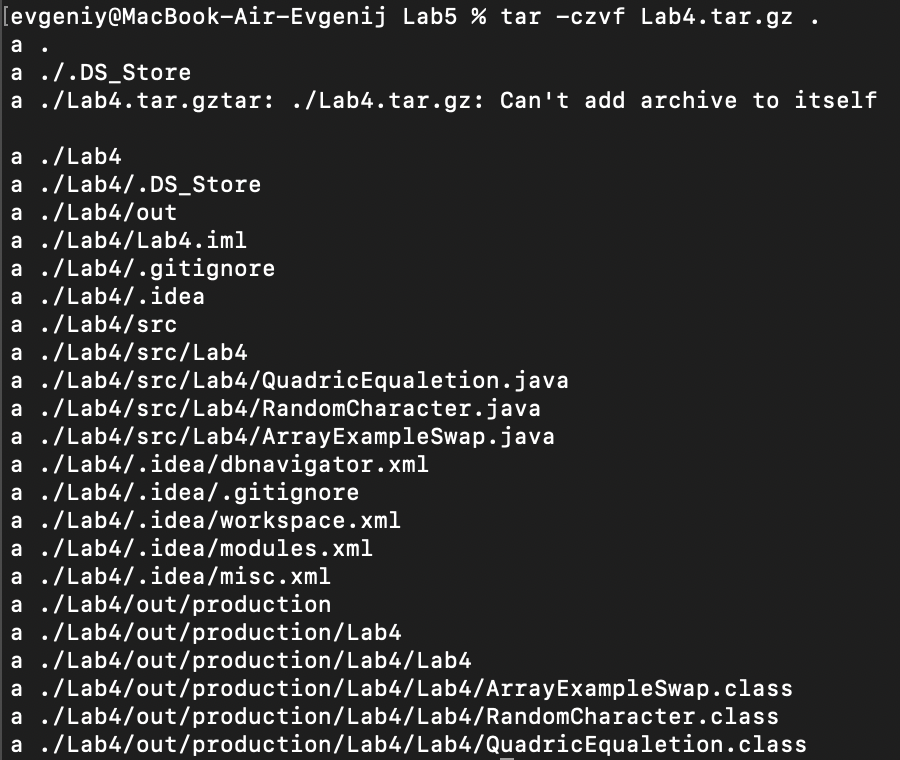 [evgeniy@MacBook-Air-Evgenij Lab5 % tar -czvf Lab4.tar.gz .
a .
a ./.DS_Store
a ./Lab4.tar.gztar: ./Lab4.tar.gz: Can't add archive to itself
a ./Lab4
a ./Lab4/.DS_Store
a ./Lab4/out
a ./Lab4/Lab4.iml
a ./Lab4/.gitignore
a ./Lab4/.idea
a ./Lab4/src
a ./Lab4/src/Lab4
a ./Lab4/src/Lab4/QuadricEqualetion.java
a ./Lab4/src/Lab4/RandomCharacter.java
a ./Lab4/src/Lab4/ArrayExampleSwap.java
a ./Lab4/.idea/dbnavigator.xml
a ./Lab4/.idea/.gitignore
a ./Lab4/.idea/workspace.xml
a ./Lab4/.idea/modules.xml
a ./Lab4/.idea/misc.xml
a ./Lab4/out/production
a ./Lab4/out/production/Lab4
a ./Lab4/out/production/Lab4/Lab4
a ./Lab4/out/production/Lab4/Lab4/ArrayExampleSwap.class
a ./Lab4/out/production/Lab4/Lab4/RandomCharacter.class
a ./Lab4/out/production/Lab4/Lab4/QuadricEqualetion.class